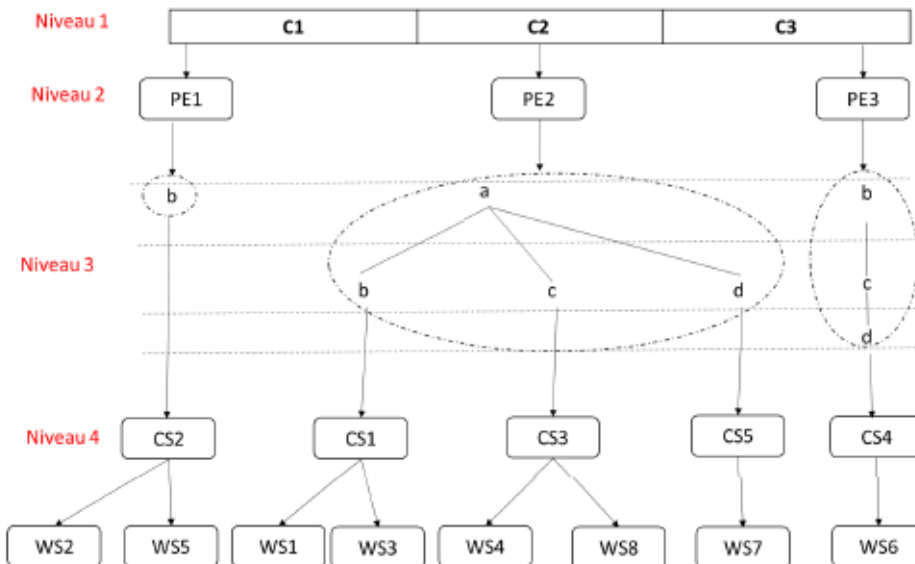 Niveau 1 C1 C2 C3
Niveau 2 PE1 PE2 PE3
b a b
Niveau 3 b c d c
d
Niveau 4 CS2 CS1 CS3 CS5 CS4
WS2 WS5 WS1 WS3 WS4 WS8 WS7 WS6